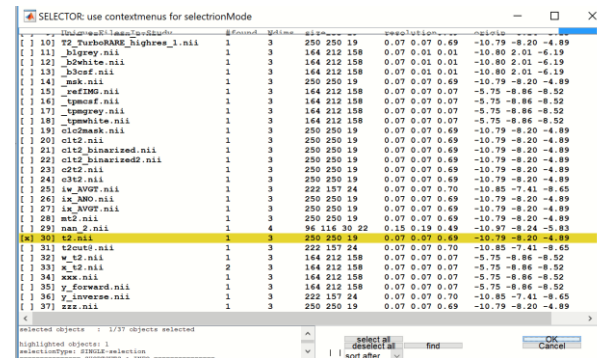 SELECTOR: use contextmenus for selectrionMode
UniqueFilesInStudy #found Ndims size resolution origin
[ ] 10] T2_TurboRARE_highres_1.nii 1 3 250 250 19 0.07 0.07 0.69 -10.79 -8.20 -4.89
[ ] 11] _b1grey.nii 1 3 164 212 158 0.07 0.01 0.01 -10.80 2.01 -6.19
[ ] 12] _b2white.nii 1 3 164 212 158 0.07 0.01 0.01 -10.80 2.01 -6.19
[ ] 13] _b3csf.nii 1 3 164 212 158 0.07 0.01 0.01 -10.80 2.01 -6.19
[ ] 14] _msk.nii 1 3 250 250 19 0.07 0.07 0.69 -10.79 -8.20 -4.89
[ ] 15] _refIMG.nii 1 3 164 212 158 0.07 0.07 0.07 -5.75 -8.86 -8.52
[ ] 16] _tpmcsf.nii 1 3 164 212 158 0.07 0.07 0.07 -5.75 -8.86 -8.52
[ ] 17] _tpmgrey.nii 1 3 164 212 158 0.07 0.07 0.07 -5.75 -8.86 -8.52
[ ] 18] _tpmwhite.nii 1 3 164 212 158 0.07 0.07 0.07 -5.75 -8.86 -8.52
[ ] 19] c1c2mask.nii 1 3 250 250 19 0.07 0.07 0.69 -10.79 -8.20 -4.89
[ ] 20] c1t2.nii 1 3 250 250 19 0.07 0.07 0.69 -10.79 -8.20 -4.89
[ ] 21] c1t2_binarized.nii 1 3 250 250 19 0.07 0.07 0.69 -10.79 -8.20 -4.89
[ ] 22] c1t2_binarized2.nii 1 3 250 250 19 0.07 0.07 0.69 -10.79 -8.20 -4.89
[ ] 23] c2t2.nii 1 3 250 250 19 0.07 0.07 0.69 -10.79 -8.20 -4.89
[ ] 24] c3t2.nii 1 3 250 250 19 0.07 0.07 0.69 -10.79 -8.20 -4.89
[ ] 25] iw_AVGT.nii 1 3 222 157 24 0.07 0.07 0.70 -10.85 -7.41 -8.65
[ ] 26] ix_ANO.nii 1 3 250 250 19 0.07 0.07 0.69 -10.79 -8.20 -4.89
[ ] 27] ix_AVGT.nii 1 3 250 250 19 0.07 0.07 0.69 -10.79 -8.20 -4.89
[ ] 28] mt2.nii 1 3 250 250 19 0.07 0.07 0.69 -10.79 -8.20 -4.89
[ ] 29] nan_2.nii 1 4 96 116 30 22 0.15 0.19 0.49 -10.97 -8.24 -5.83
[x] 30] t2.nii 1 3 250 250 19 0.07 0.07 0.69 -10.79 -8.20 -4.89
[ ] 31] t2cut@.nii 1 3 222 157 24 0.07 0.07 0.70 -10.85 -7.41 -8.65
[ ] 32] w_t2.nii 2 3 164 212 158 0.07 0.07 0.07 -5.75 -8.86 -8.52
[ ] 33] x_t2.nii 2 3 164 212 158 0.07 0.07 0.07 -5.75 -8.86 -8.52
[ ] 34] xxx.nii 1 3 164 212 158 0.07 0.07 0.07 -5.75 -8.86 -8.52
[ ] 35] y_forward.nii 1 3 164 212 158 0.07 0.07 0.07 -5.75 -8.86 -8.52
[ ] 36] y_inverse.nii 1 3 222 157 24 0.07 0.07 0.70 -10.85 -7.41 -8.65
[ ] 37] zzz.nii 1 3 250 250 19 0.07 0.07 0.69 -10.79 -8.20 -4.89
selected objects : 1/37 objects selected
highlighted objects: 1
selectionType: SINGLE-selection
select all
deselect all
find
OK
Cancel
sort after